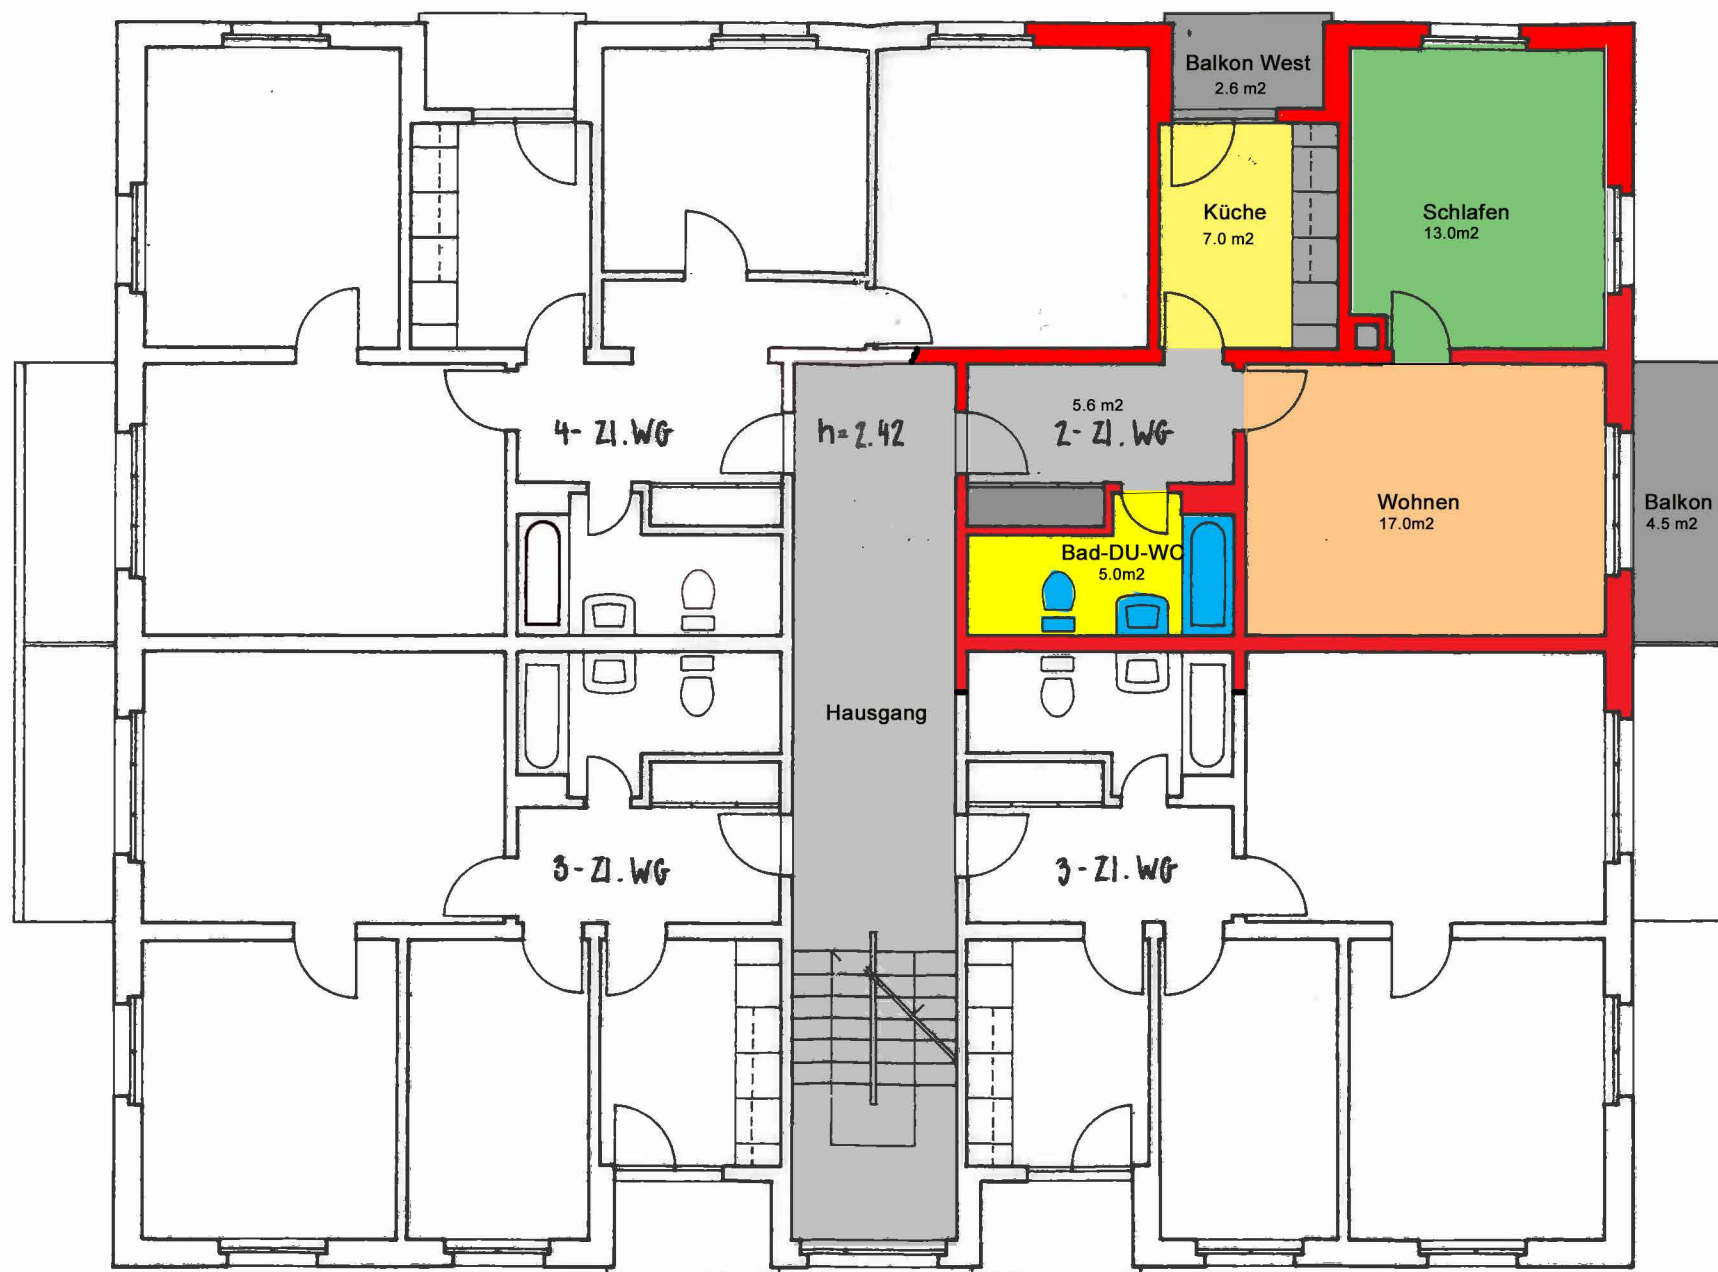 Balkon West
2.6 m2
Küche
7.0 m2
Schlafen
13.0m2
5.6 m2
4-ZI.WG
h=2.42
2-ZI.WG
Wohnen
17.0m2
Balkon
4.5 m2
Bad-DU-WC
5.0m2
Hausgang
3-ZI.WG
3-ZI.WG